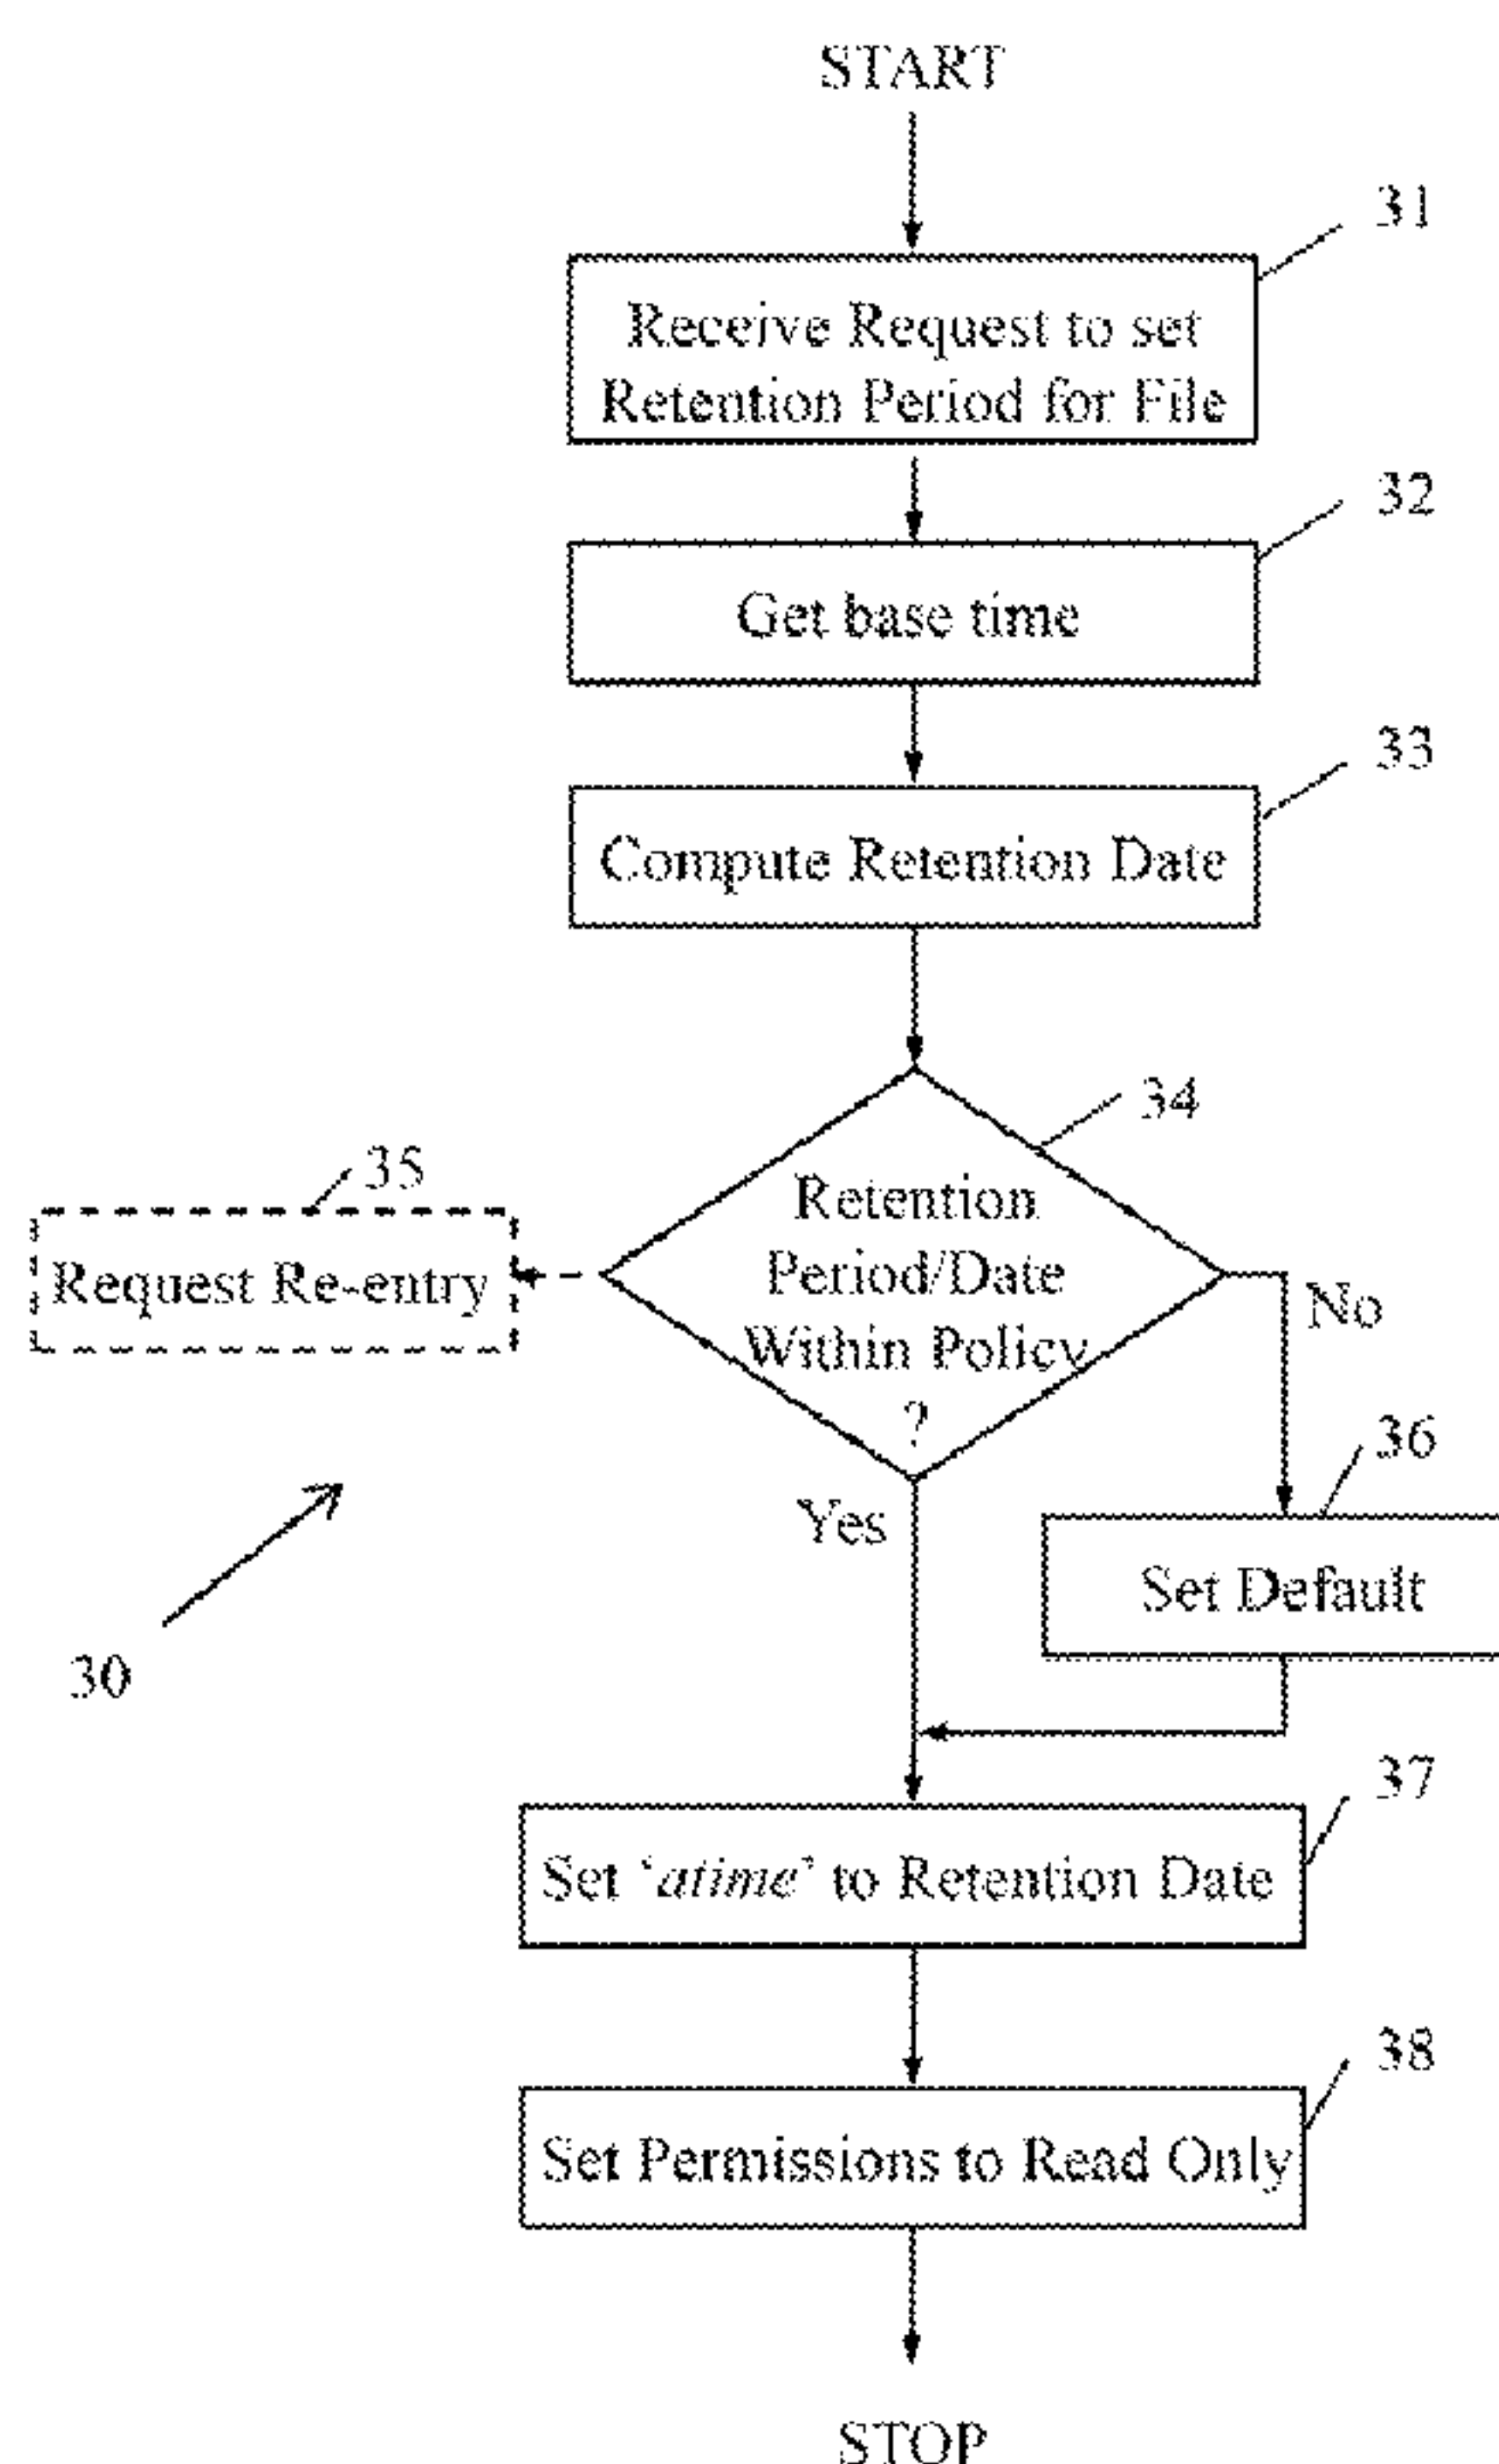 START
31
Receive Request to set
Retention Period for File
32
Get base time
33
Compute Retention Date
34
35
Retention
Period/Date
Within Policy
?
Request Re-entry
No
36
Yes
Set Default
30
37
Set ‘atime’ to Retention Date
38
Set Permissions to Read Only
STOP